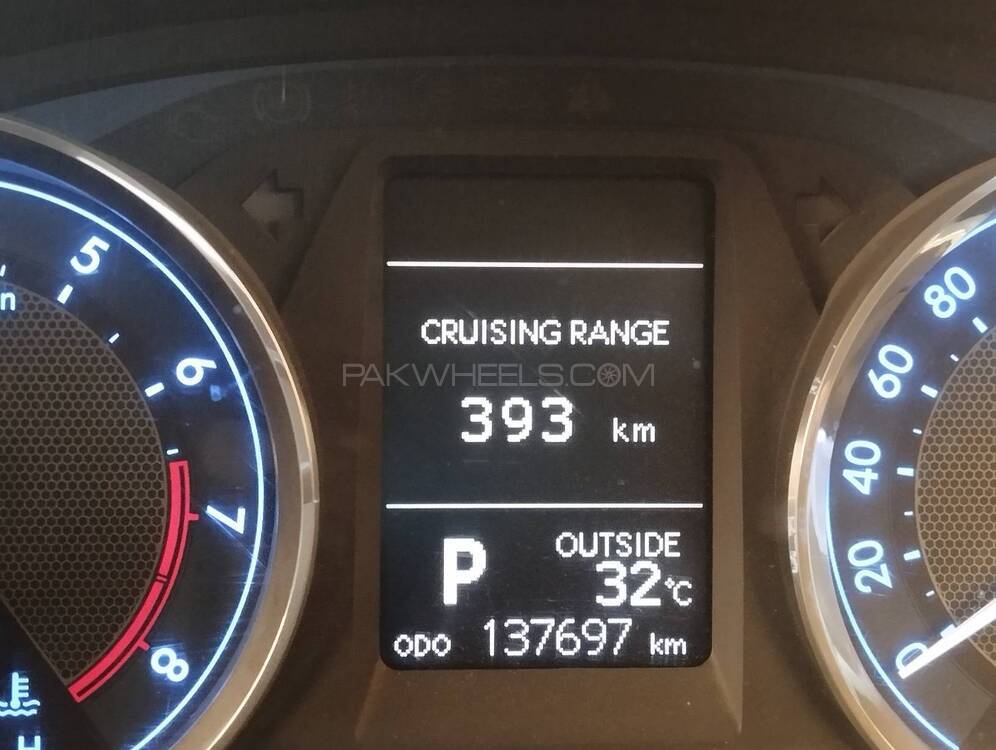 CRUISING RANGE
PAKWHEELS.COM
393 km
P
OUTSIDE
32°C
ODO 137697 km
5
6
7
8
H
80
60
40
20
0